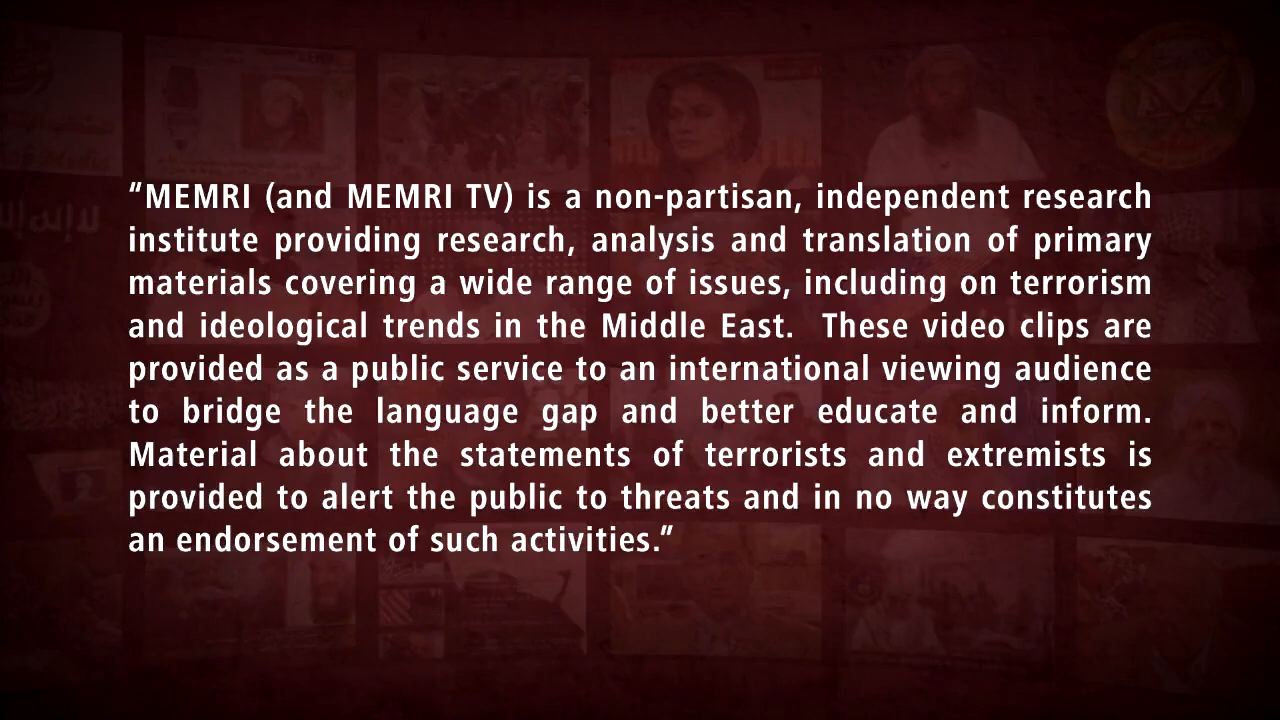 “MEMRI (and MEMRI TV) is a non-partisan, independent research
institute providing research, analysis and translation of primary
materials covering a wide range of issues, including on terrorism
and ideological trends in the Middle East.  These video clips are
provided as a public service to an international viewing audience
to bridge the language gap and better educate and inform.
Material about the statements of terrorists and extremists is
provided to alert the public to threats and in no way constitutes
an endorsement of such activities.”